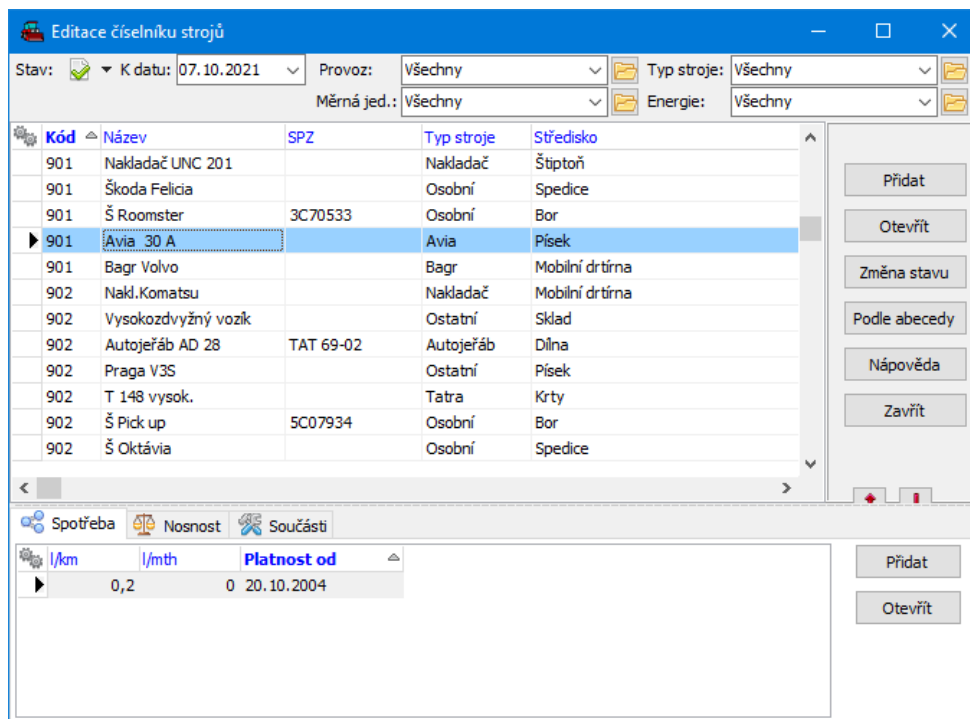 Editace číselníku strojů
Stav: K datu: 07.10.2021 Provoz: Všechny Typ stroje: Všechny
Měrná jed.: Všechny Energie: Všechny
Kód Název SPZ Typ stroje Středisko
901 Nakladač UNC 201 Nakladač Štiptoň
901 Škoda Felicia Osobní Spedice
901 Š Roomster 3C70533 Osobní Bor
901 Avia 30 A Avia Písek
901 Bagr Volvo Bagr Mobilní drtírna
902 Nakl.Komatsu Nakladač Mobilní drtírna
902 Vysokozdvyžný vozík Ostatní Sklad
902 Autojeřáb AD 28 TAT 69-02 Autojeřáb Dílna
902 Praga V3S Ostatní Písek
902 T 148 vysok. Tatra Krty
902 Š Pick up 5C07934 Osobní Bor
902 Š Oktávia Osobní Spedice
Přidat
Otevřít
Změna stavu
Podle abecedy
Nápověda
Zavřít
Spotřeba Nosnost Součásti
l/km l/mth Platnost od
0,2 0 20.10.2004
Přidat
Otevřít